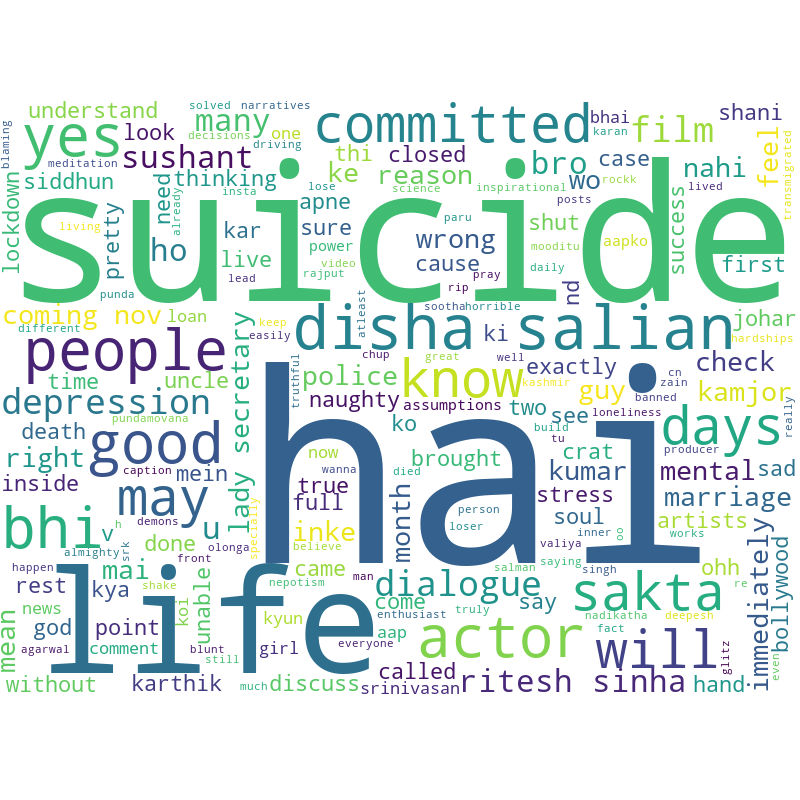 understand
solved
narratives
many
decisions
committed
bhai
karan
film
shani
blaming
yes
look
sushant
one
driving
thi
closed
bro
case
feel
transmigrated
meditation
siddhun
already
need
thinking
insta
ke
reason
lose
science
inspirational
wo
rockk
nahi
posts
lived
lockdown
pretty
apne
suicide
living
ho
kar
sure
power
wrong
paru
shut
mooditu
aapko
success
live
video
cause
pray
daily
first
punda
lead
rajput
rip
nd
coming nov
loan
keep
atleast
sootha
horrible
disha salian
johar
different
easily
hardships
people
lady secretary
truthful
chup
great
well
ki
exactly
cn
check
time
uncle
police
know
kashmir
guy
zain
banned
kamjor
really
depression
naughty
assumptions
two
see
loneliness
pundamovana
hai
build
tu
days
death
good
now
wanna
ko
brought
crat
producer
right
mein
died
kumar
mental
sad
inside
caption
may
true
month
person
stress
marriage
bhi
v
h
demons
u
specially
full
loser
soul
inner
oo
artists
almighty
srk
done
olonga
inke
believe
valiya
works
immediately
bollywood
happen
front
mai
came
man
dialogue
saying
ohh
rest
shake
nepotism
salman
singh
re
life
kya
koi
unable
kyun
come
enthusiast
say
sakta
deepesh
mean
news
god
point
girl
aap
truly
actor
nadikatha
fact
will
glitz
even
agarwal
comment
blunt
still
everyone
called
without
karthik
much
discuss
srinivasan
ritesh sinha
hand